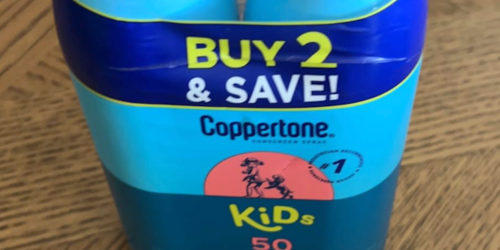 BUY 2
& SAVE!
Coppertone
SUNSCREEN SPRAY
#1
KiDs
50